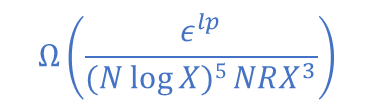 Ω(ϵ^{lp} / ((N log X)^5 NRX^3))